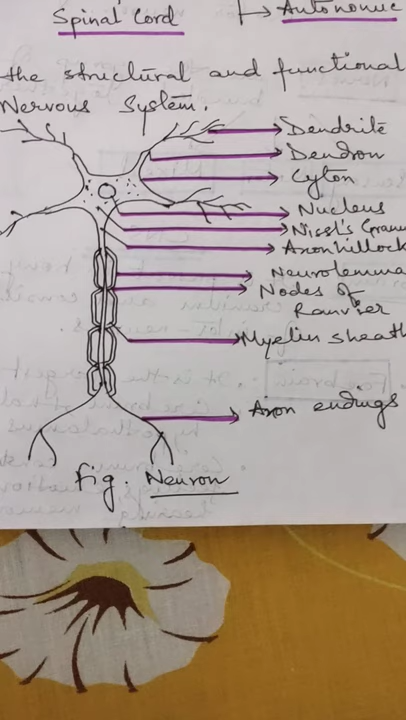 Spinal Cord Autonomic
the structural and functional
Nervous System.
Dendrite
Dendron
Cyton
Nucleus
Nissl's Granu
Axon hillock
Neurolemma
Nodes of
Ranvier
Myelin sheath
Axon endings
Fig. Neuron